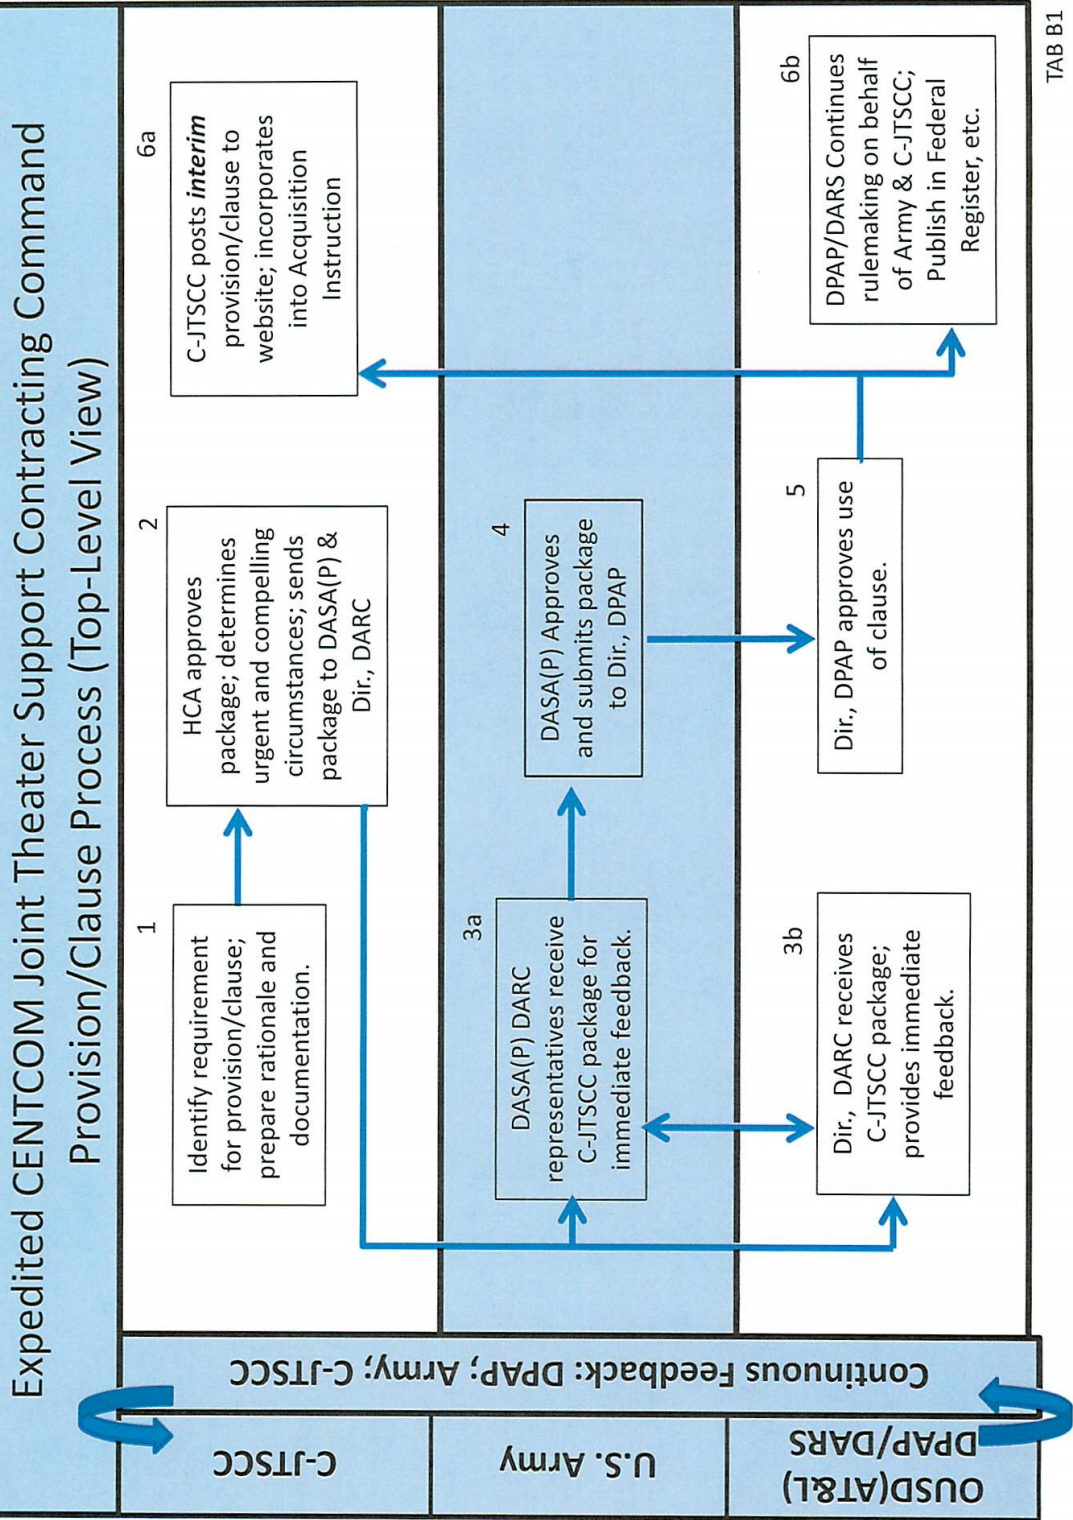 Expedited CENTCOM Joint Theater Support Contracting Command
Provision/Clause Process (Top-Level View)
C-JTSCC
U.S. Army
OUSD(AT&L)
DPAP/DARS
Continuous Feedback: DPAP; Army; C-JTSCC
1
Identify requirement
for provision/clause;
prepare rationale and
documentation.
2
HCA approves
package; determines
urgent and compelling
circumstances; sends
package to DASA(P) &
Dir., DARC
3a
DASA(P) DARC
representatives receive
C-JTSCC package for
immediate feedback.
3b
Dir., DARC receives
C-JTSCC package;
provides immediate
feedback.
4
DASA(P) Approves
and submits package
to Dir., DPAP
5
Dir., DPAP approves use
of clause.
6a
C-JTSCC posts interim
provision/clause to
website; incorporates
into Acquisition
Instruction
6b
DPAP/DARS Continues
rulemaking on behalf
of Army & C-JTSCC;
Publish in Federal
Register, etc.
TAB B1